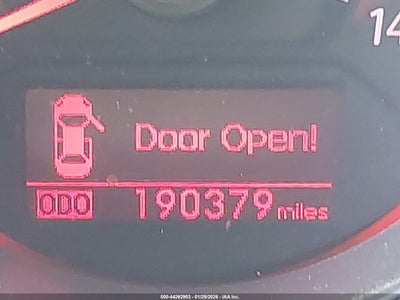 14
Door Open!
ODO 190379 miles
000-44262903 - 01/29/2026 - IAA Inc.